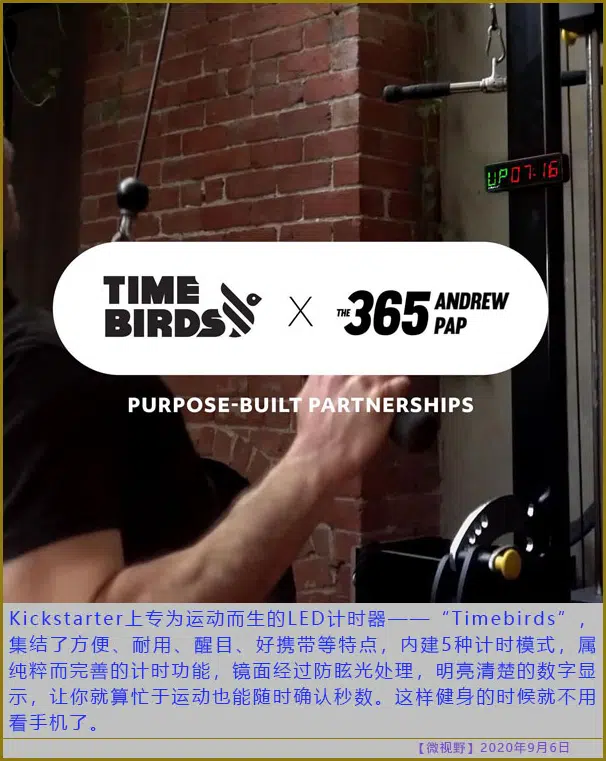 UP07:16
TIME
BIRDS
X
THE 365 ANDREW
PAP
PURPOSE-BUILT PARTNERSHIPS
Kickstarter上专为运动而生的LED计时器——“Timebirds”，
集结了方便、耐用、醒目、好携带等特点，内建5种计时模式，属
纯粹而完善的计时功能，镜面经过防眩光处理，明亮清楚的数字显
示，让你就算忙于运动也能随时确认秒数。这样健身的时候就不用
看手机了。
【微视野】2020年9月6日